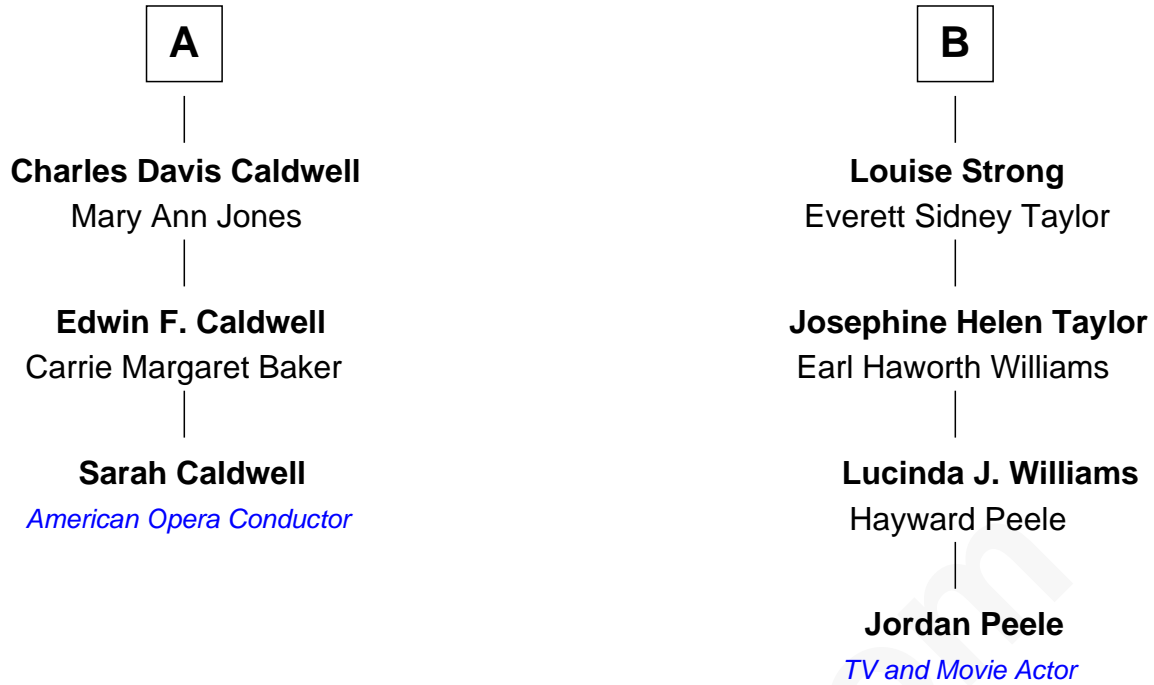 A
Charles Davis Caldwell
Mary Ann Jones
Edwin F. Caldwell
Carrie Margaret Baker
Sarah Caldwell
American Opera Conductor
B
Louise Strong
Everett Sidney Taylor
Josephine Helen Taylor
Earl Haworth Williams
Lucinda J. Williams
Hayward Peele
Jordan Peele
TV and Movie Actor